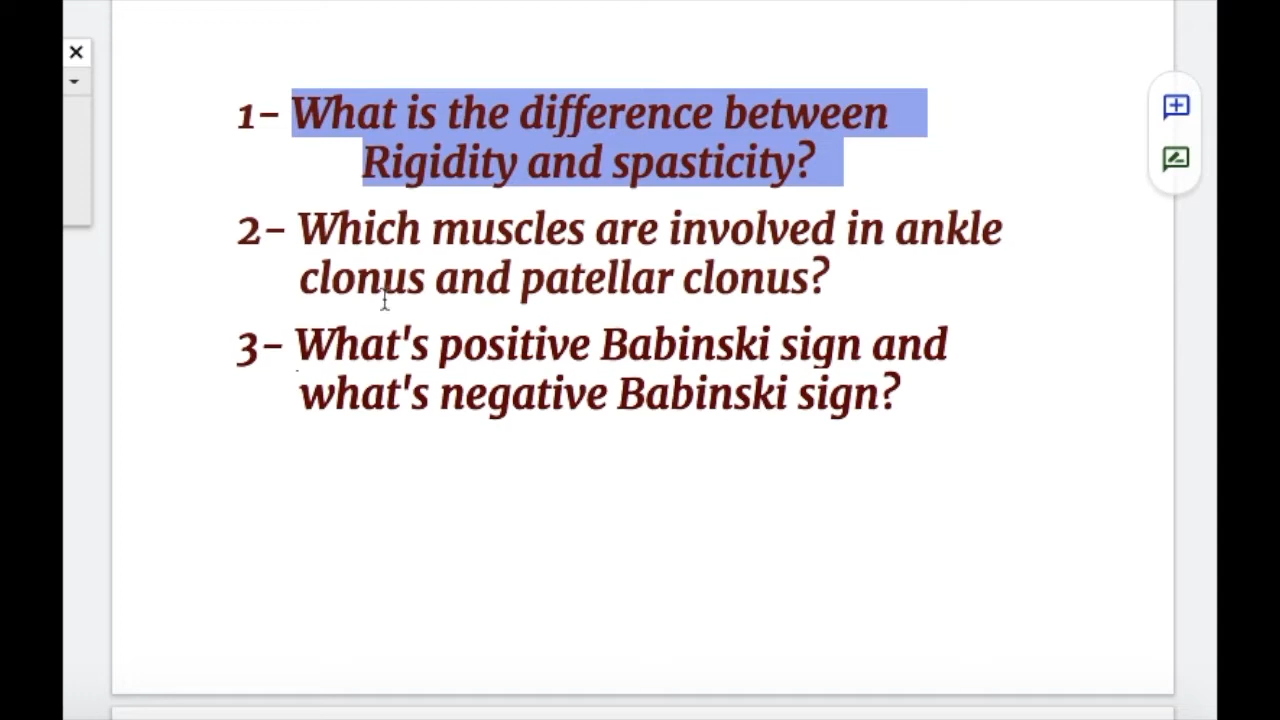 1- What is the difference between
Rigidity and spasticity?
2- Which muscles are involved in ankle
clonus and patellar clonus?
3- What's positive Babinski sign and
what's negative Babinski sign?